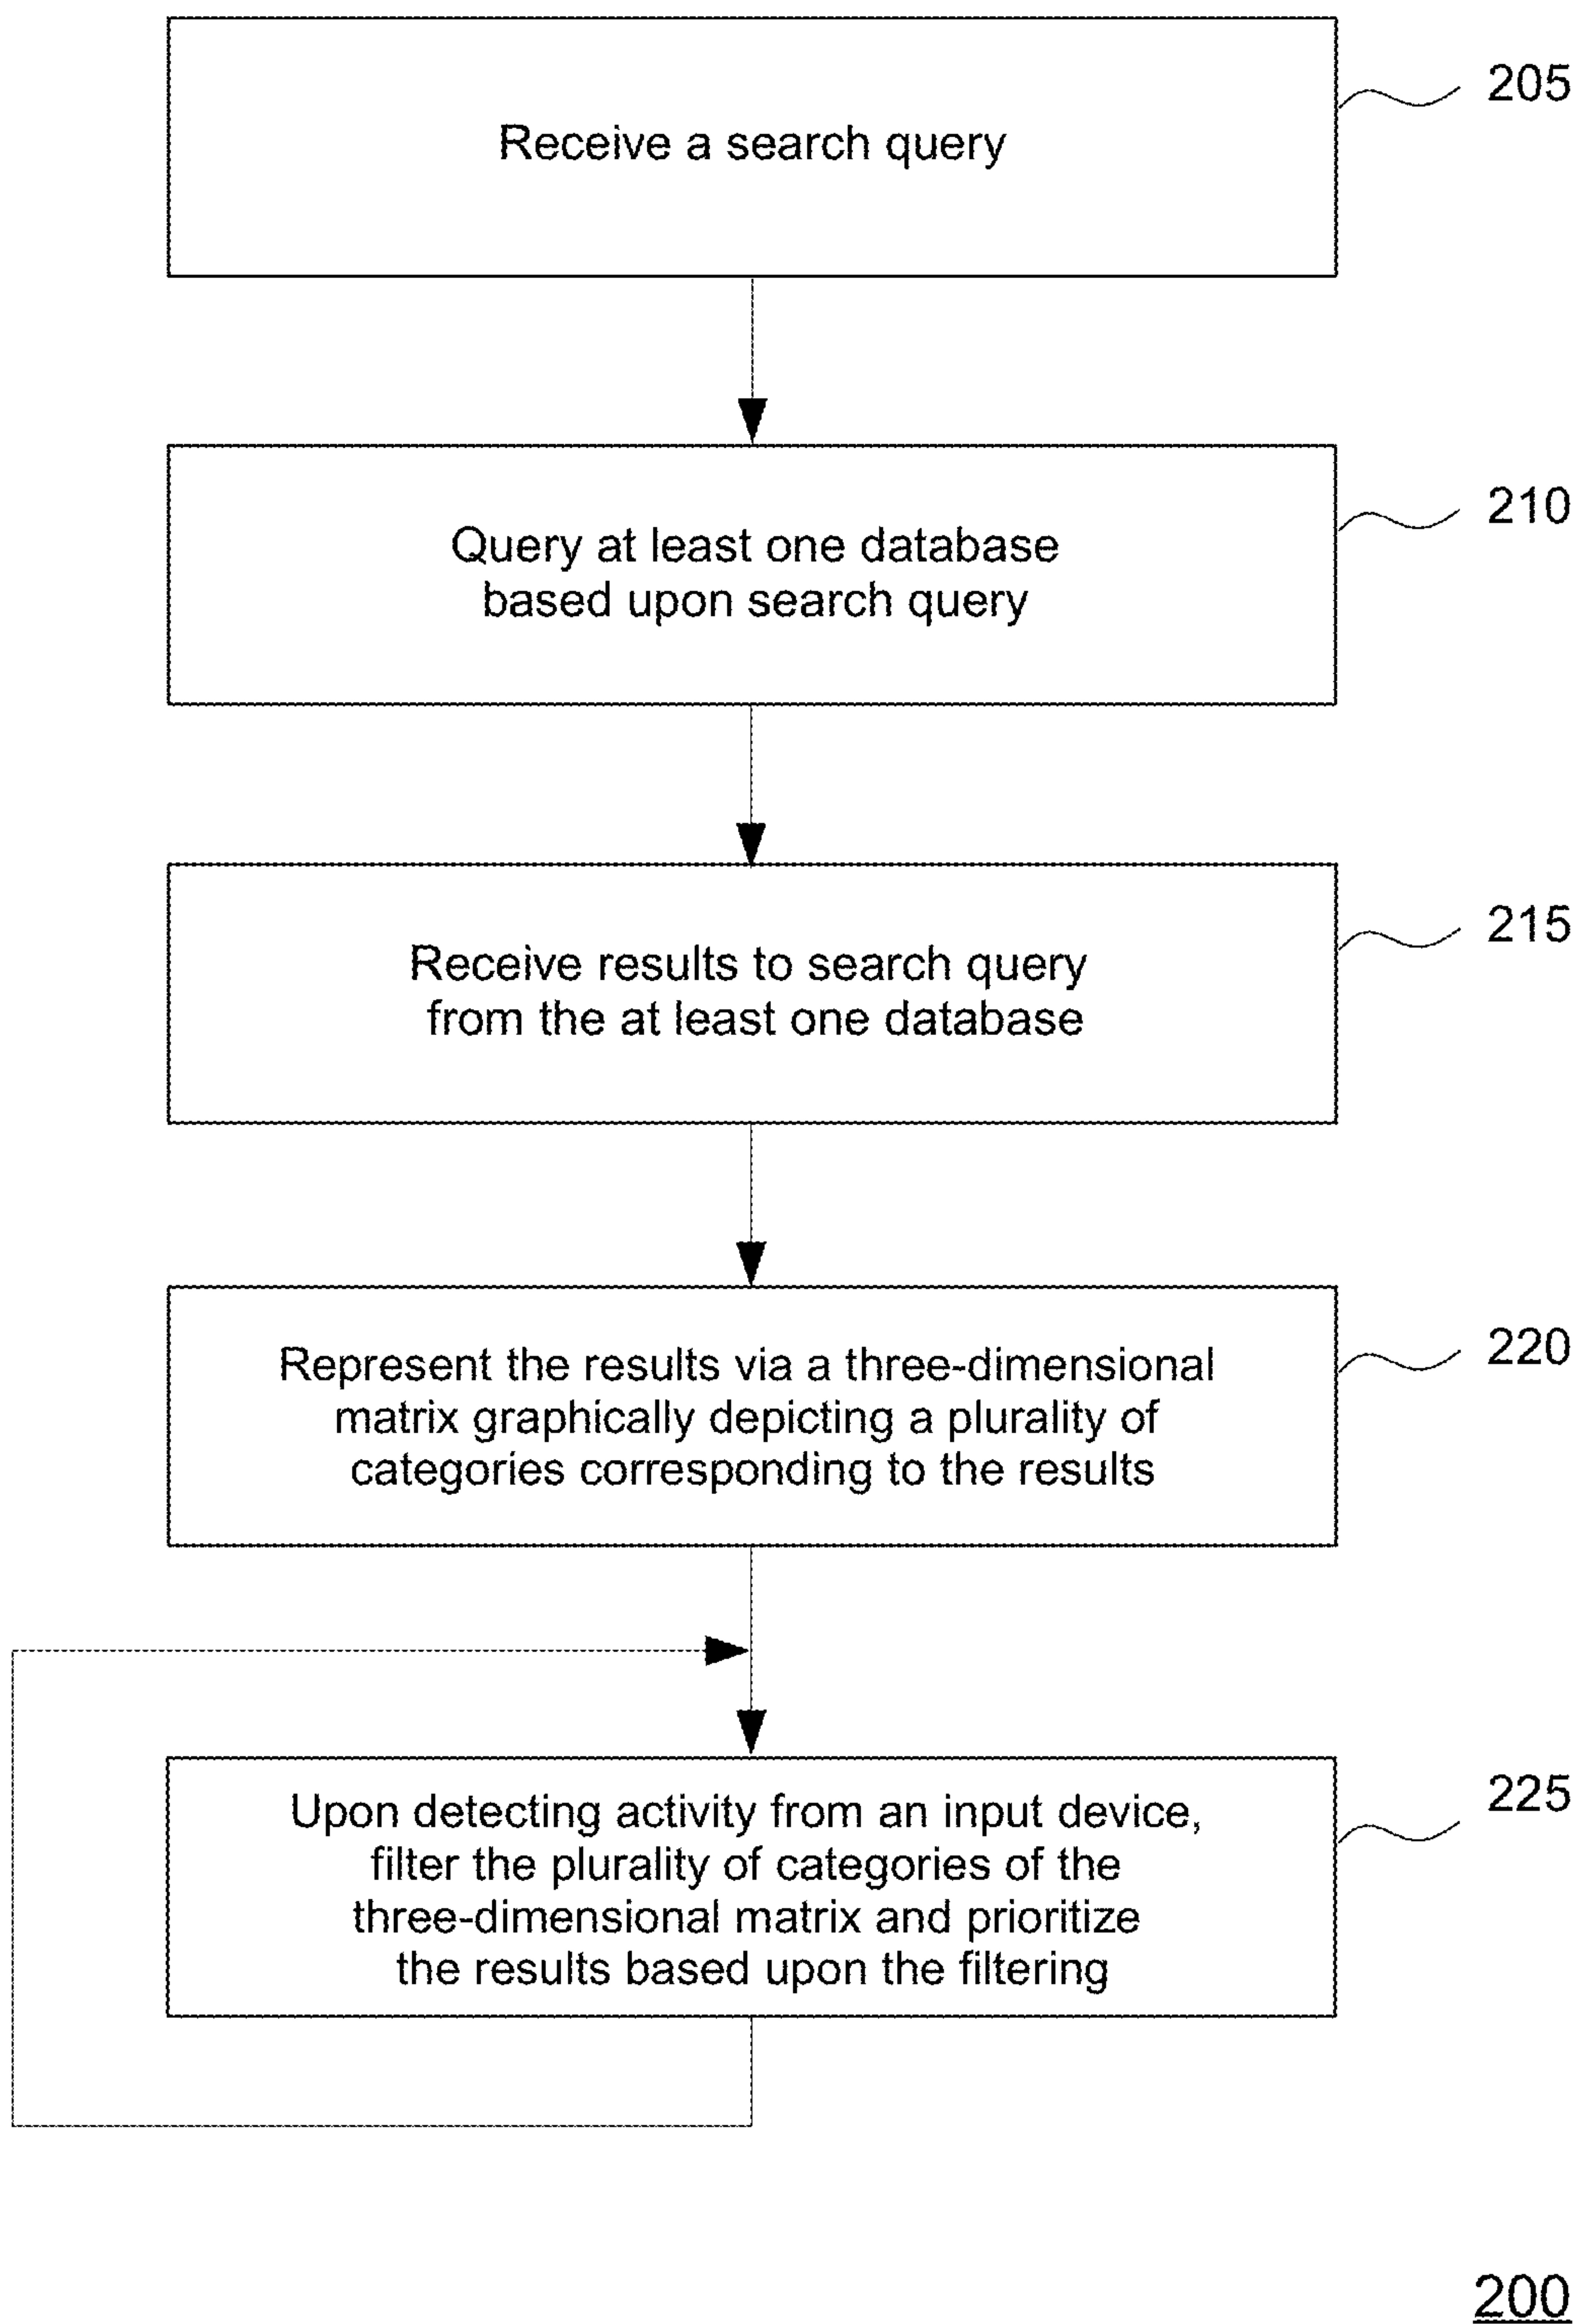 Receive a search query
205
Query at least one database
based upon search query
210
Receive results to search query
from the at least one database
215
Represent the results via a three-dimensional
matrix graphically depicting a plurality of
categories corresponding to the results
220
Upon detecting activity from an input device,
filter the plurality of categories of the
three-dimensional matrix and prioritize
the results based upon the filtering
225
200